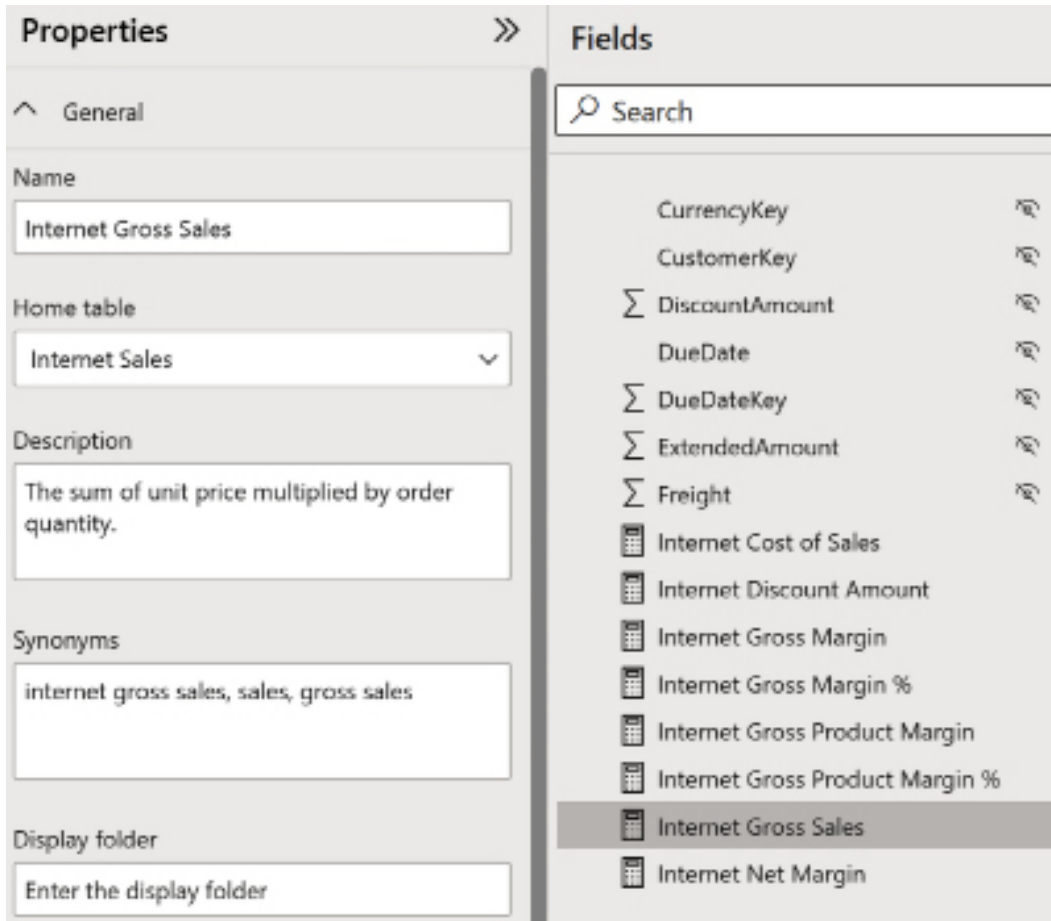 Properties
General
Name
Internet Gross Sales
Home table
Internet Sales
Description
The sum of unit price multiplied by order
quantity.
Synonyms
internet gross sales, sales, gross sales
Display folder
Enter the display folder
Fields
Search
CurrencyKey
CustomerKey
∑ DiscountAmount
DueDate
∑ DueDateKey
∑ ExtendedAmount
∑ Freight
Internet Cost of Sales
Internet Discount Amount
Internet Gross Margin
Internet Gross Margin %
Internet Gross Product Margin
Internet Gross Product Margin %
Internet Gross Sales
Internet Net Margin